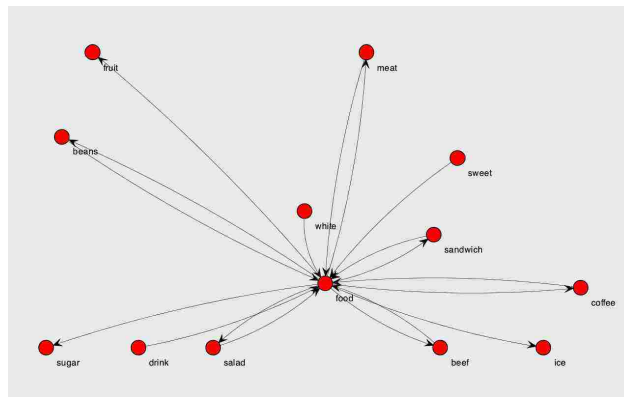 fruit
meat
beans
sweet
white
sandwich
food
coffee
sugar
drink
salad
beef
ice